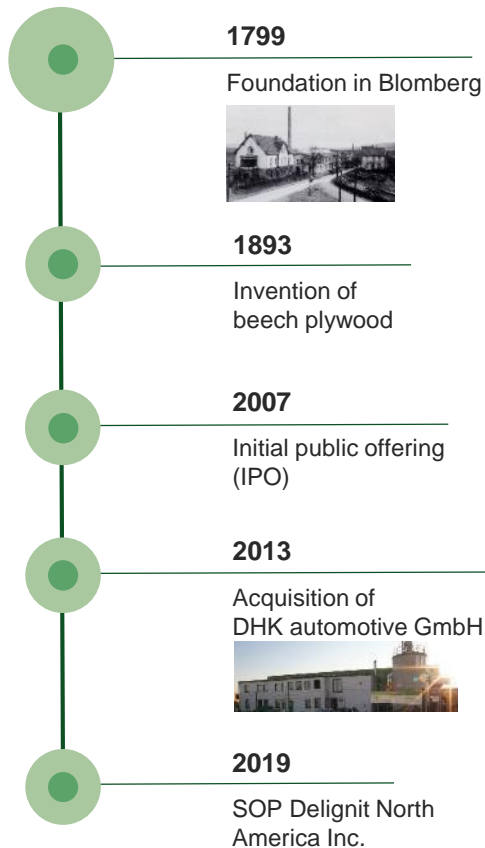 1799
Foundation in Blomberg
1893
Invention of
beech plywood
2007
Initial public offering
(IPO)
2013
Acquisition of
DHK automotive GmbH
2019
SOP Delignit North
America Inc.